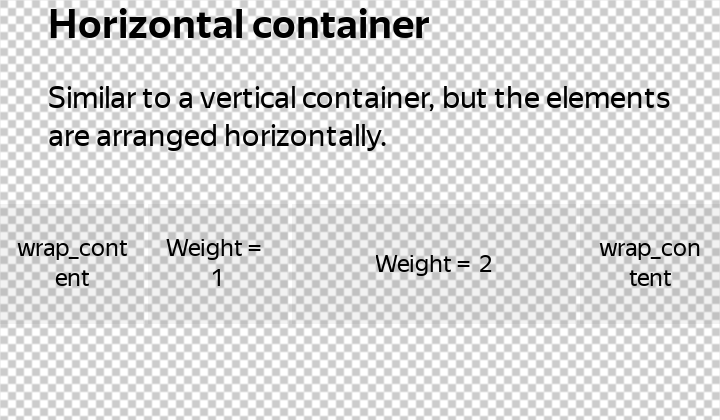 Horizontal container
Similar to a vertical container, but the elements
are arranged horizontally.
wrap_cont
ent
Weight =
1
Weight = 2
wrap_con
tent